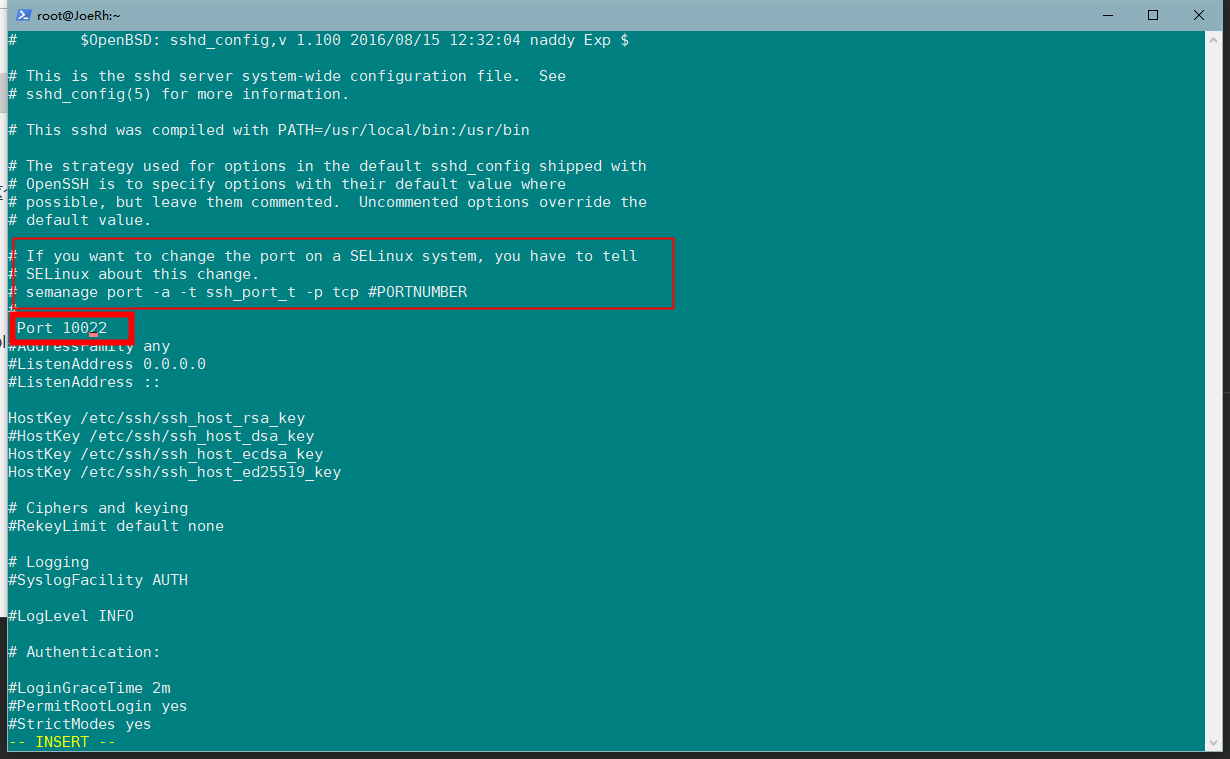 root@JoeRh:~
#       $OpenBSD: sshd_config,v 1.100 2016/08/15 12:32:04 naddy Exp $
# This is the sshd server system-wide configuration file.  See
# sshd_config(5) for more information.
# This sshd was compiled with PATH=/usr/local/bin:/usr/bin
# The strategy used for options in the default sshd_config shipped with
# OpenSSH is to specify options with their default value where
# possible, but leave them commented.  Uncommented options override the
# default value.
# If you want to change the port on a SELinux system, you have to tell
# SELinux about this change.
# semanage port -a -t ssh_port_t -p tcp #PORTNUMBER
#
Port 10022
#AddressFamily any
#ListenAddress 0.0.0.0
#ListenAddress ::
HostKey /etc/ssh/ssh_host_rsa_key
#HostKey /etc/ssh/ssh_host_dsa_key
HostKey /etc/ssh/ssh_host_ecdsa_key
HostKey /etc/ssh/ssh_host_ed25519_key
# Ciphers and keying
#RekeyLimit default none
# Logging
#SyslogFacility AUTH
#LogLevel INFO
# Authentication:
#LoginGraceTime 2m
#PermitRootLogin yes
#StrictModes yes
-- INSERT --